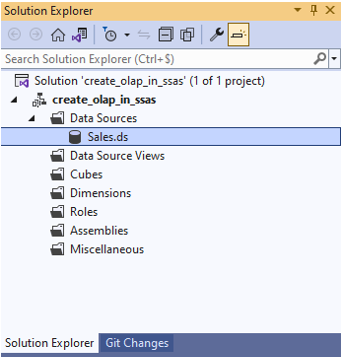 Solution Explorer
Search Solution Explorer (Ctrl+$)
Solution 'create_olap_in_ssas' (1 of 1 project)
create_olap_in_ssas
Data Sources
Sales.ds
Data Source Views
Cubes
Dimensions
Roles
Assemblies
Miscellaneous
Solution Explorer Git Changes